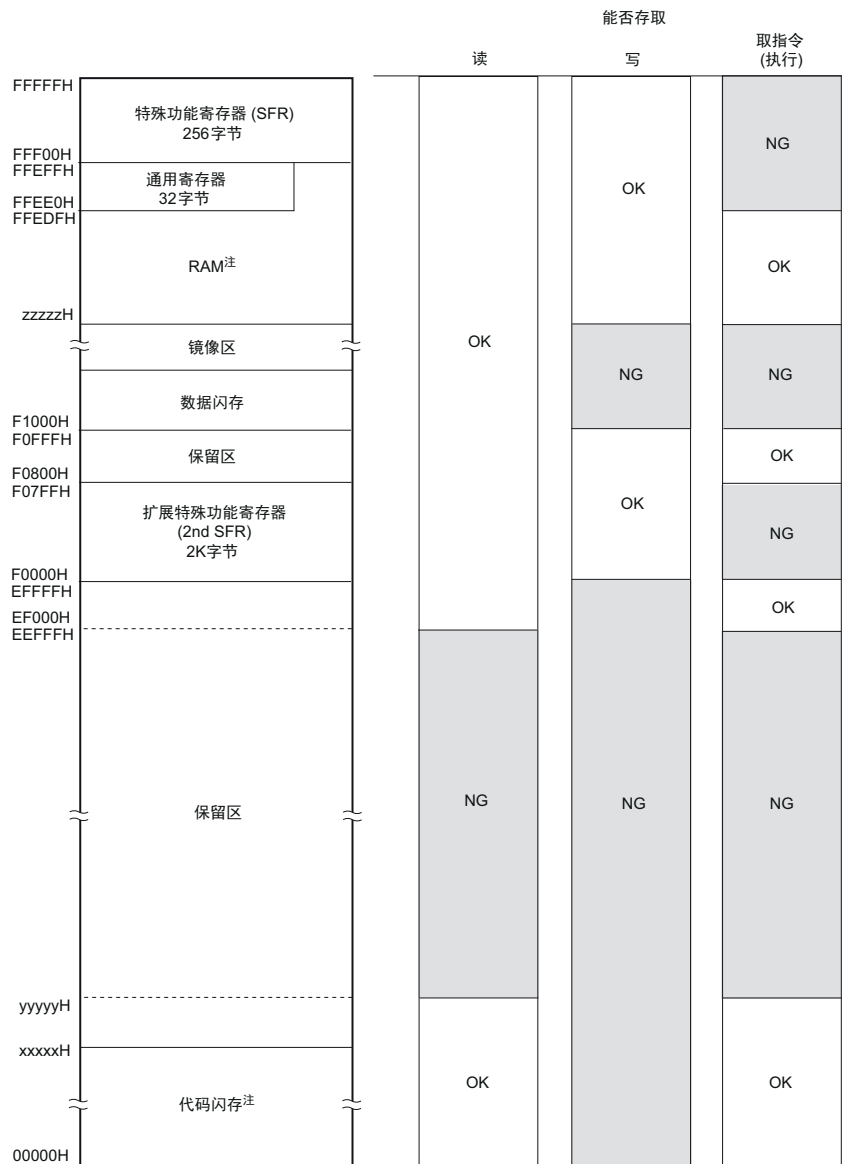 能否存取
读
写
取指令
(执行)
FFFFFH
特殊功能寄存器 (SFR)
256字节
NG
FFF00H
FFEFFH
通用寄存器
32字节
OK
FFEE0H
FFEDFH
RAM注
OK
zzzzzH
镜像区
OK
NG
NG
数据闪存
F1000H
F0FFFH
保留区
OK
F0800H
F07FFH
扩展特殊功能寄存器
(2nd SFR)
2K字节
OK
NG
F0000H
EFFFFH
OK
EF000H
EEFFFH
保留区
NG
NG
NG
yyyyyH
xxxxxH
代码闪存注
OK
OK
00000H